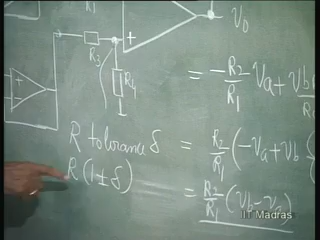 R1
V0
+
R3
R4
+
= -R2/R1 Va + Vb
R tolerance δ = R2/R1 (-Va + Vb
R(1±δ) = R2/R1 (Vb - Va)
IIT Madras